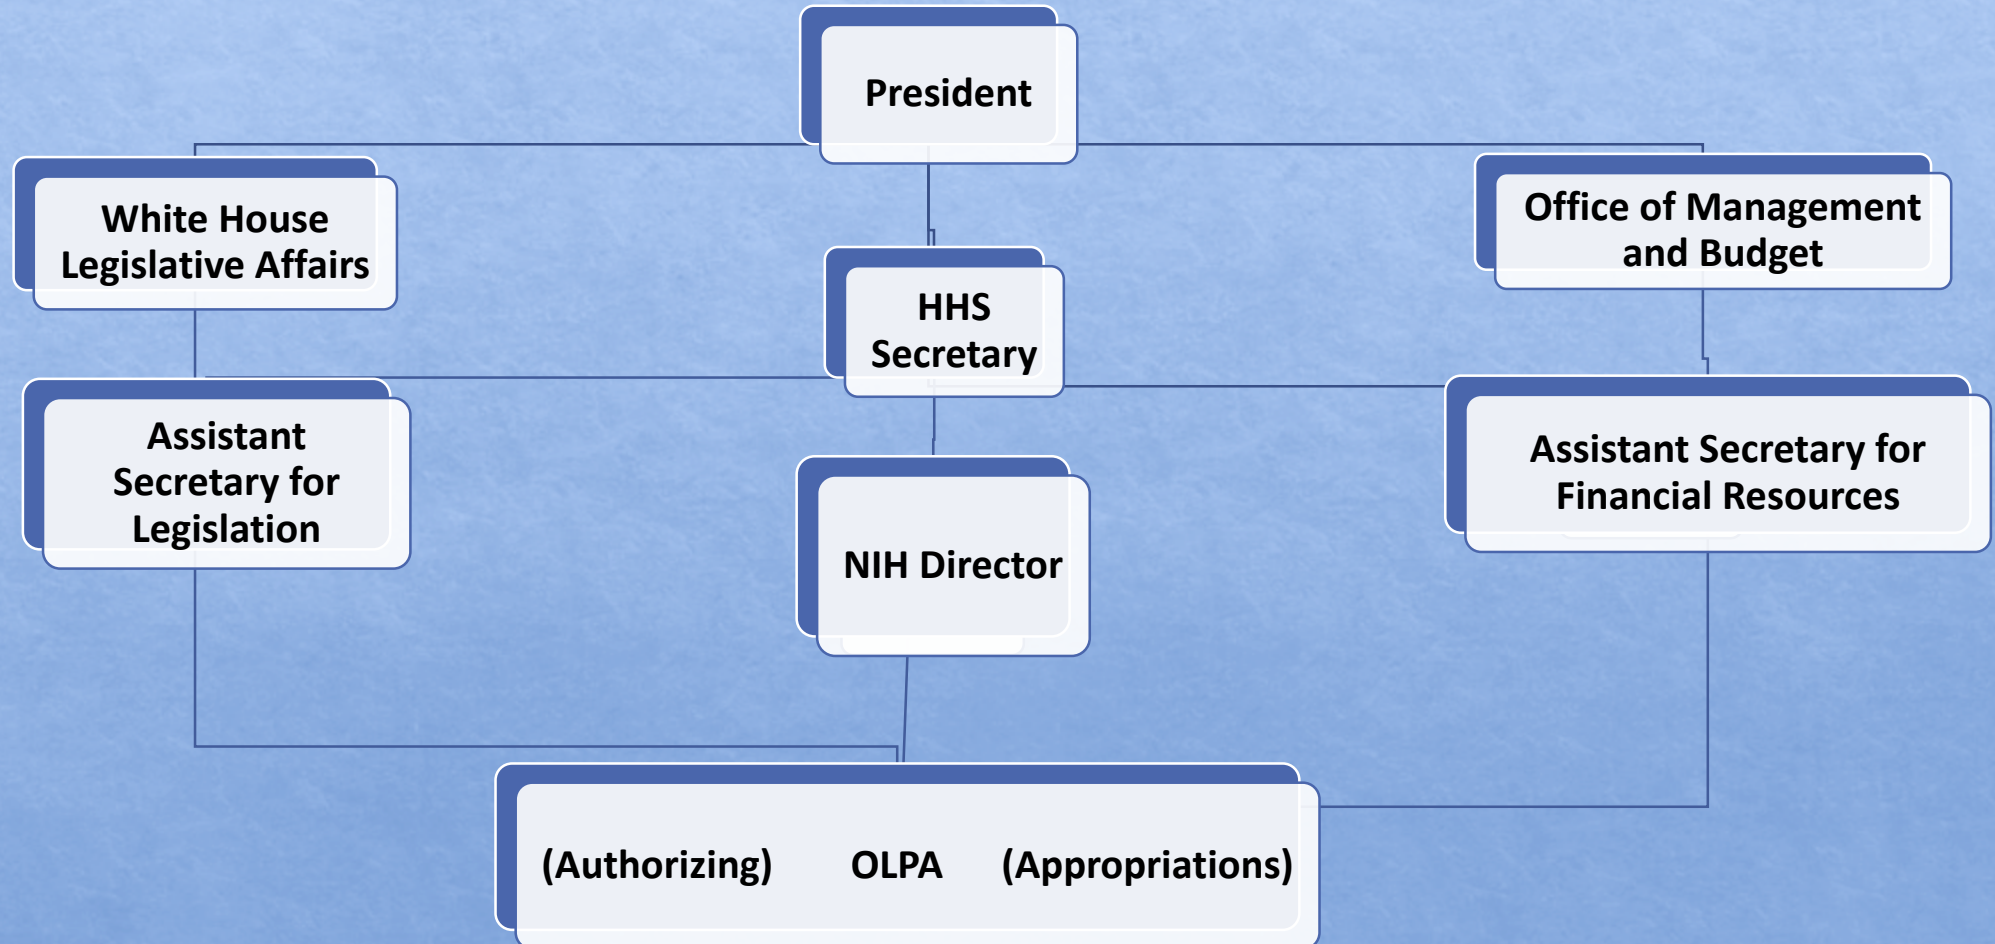 President
White House
Legislative Affairs
Office of Management
and Budget
HHS
Secretary
Assistant
Secretary for
Legislation
Assistant Secretary for
Financial Resources
NIH Director
(Authorizing) OLPA (Appropriations)